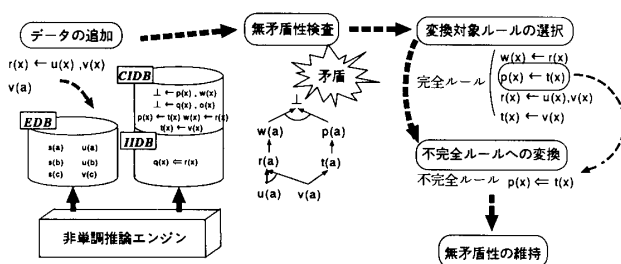 データの追加
無矛盾性検査
変換対象ルールの選択
r(x) ← u(x) ,v(x)
v(a)
CIDB
⊥ ← p(x) , w(x)
⊥ ← q(x) , o(x)
p(x) ← t(x) w(x) ← r(x)
t(x) ← v(x)
EDB
s(a) u(a)
s(b) u(b)
s(c) v(c)
IIDB
q(x) ⇐ r(x)
非単調推論エンジン
矛盾
⊥
w(a) p(a)
r(a) t(a)
u(a) v(a)
完全ルール
w(x) ← r(x)
p(x) ← t(x)
r(x) ← u(x),v(x)
t(x) ← v(x)
不完全ルールへの変換
不完全ルール p(x) ⇐ t(x)
無矛盾性の維持